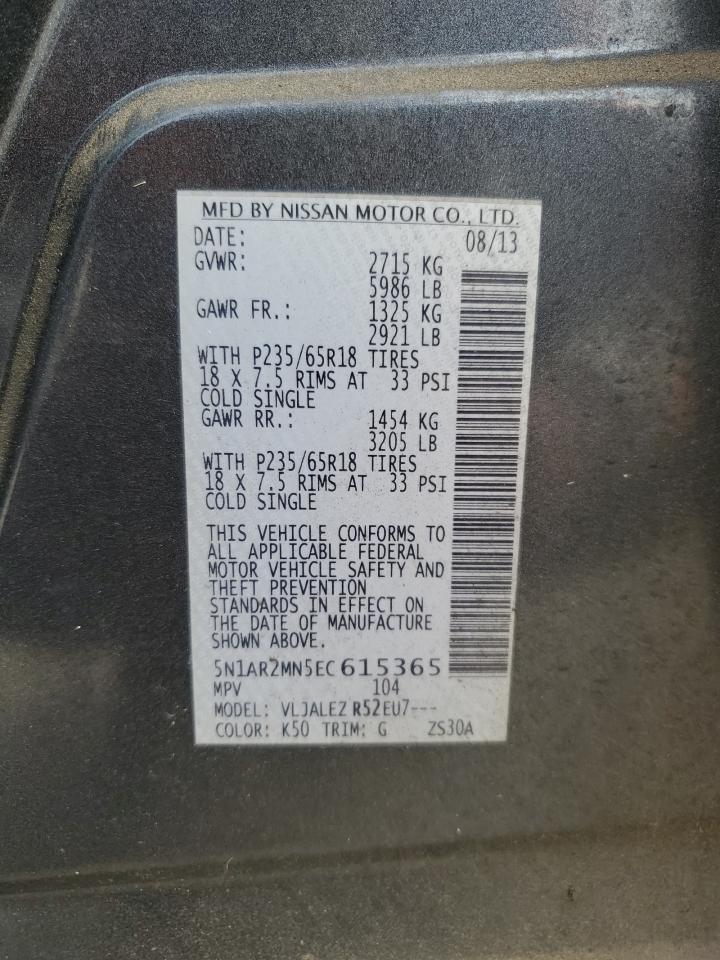 MFD BY NISSAN MOTOR CO., LTD.
DATE: 08/13
GVWR: 2715 KG
5986 LB
GAWR FR.: 1325 KG
2921 LB
WITH P235/65R18 TIRES
18 X 7.5 RIMS AT 33 PSI
COLD SINGLE
GAWR RR.: 1454 KG
3205 LB
WITH P235/65R18 TIRES
18 X 7.5 RIMS AT 33 PSI
COLD SINGLE
THIS VEHICLE CONFORMS TO
ALL APPLICABLE FEDERAL
MOTOR VEHICLE SAFETY AND
THEFT PREVENTION
STANDARDS IN EFFECT ON
THE DATE OF MANUFACTURE
SHOWN ABOVE.
5N1AR2MN5EC615365
MPV 104
MODEL: VLJALEZ R52EU7---
COLOR: K50 TRIM: G ZS30A